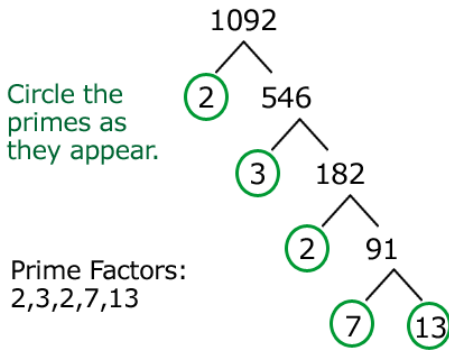 1092
2 546
Circle the
primes as
they appear.
3 182
2 91
Prime Factors:
2,3,2,7,13
7 13